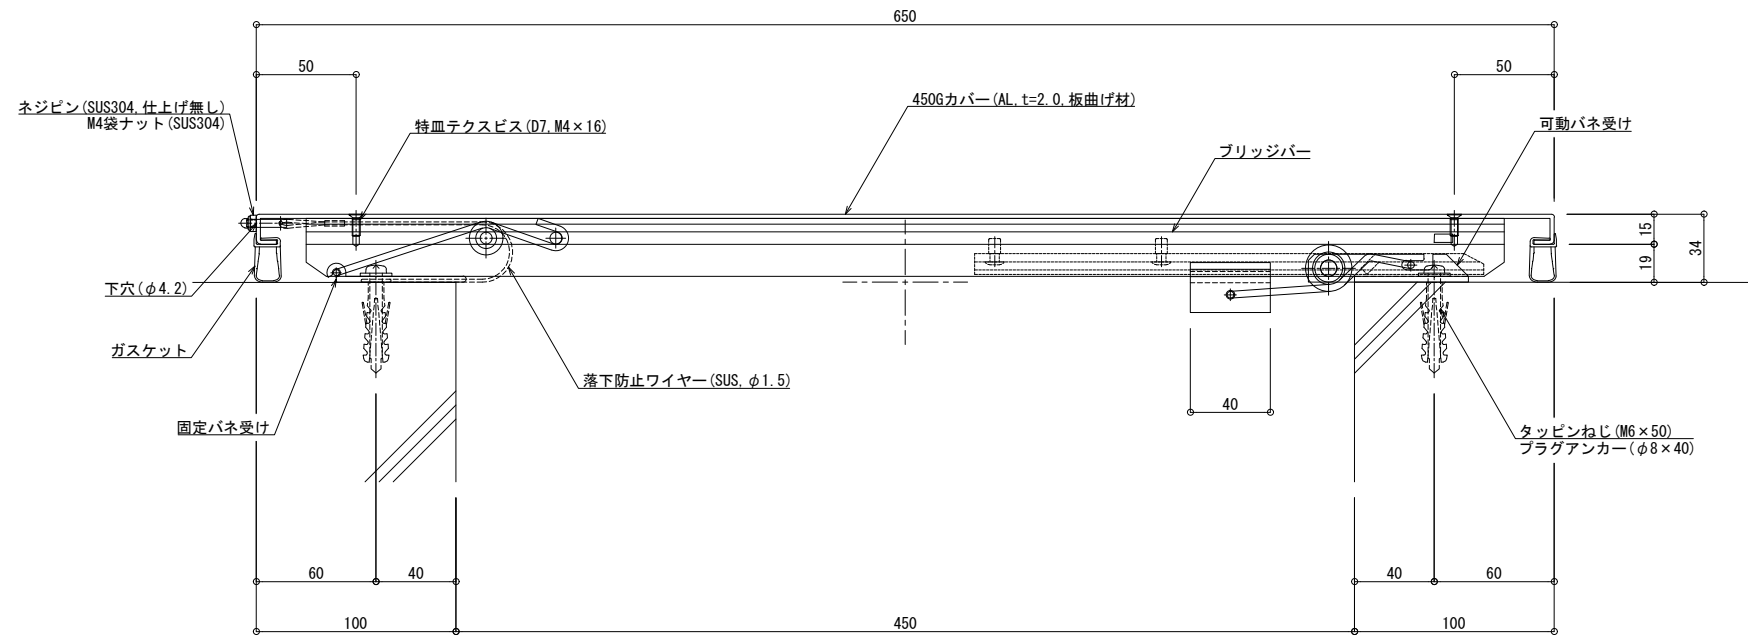 650
50
50
ネジピン(SUS304,仕上げ無し)
M4袋ナット(SUS304)
特皿テクスビス(D7,M4×16)
450Gカバー(AL,t=2.0,板曲げ材)
可動バネ受け
ブリッジバー
15
34
19
下穴(φ4.2)
ガスケット
落下防止ワイヤー(SUS,φ1.5)
40
固定バネ受け
タッピンねじ(M6×50)
プラグアンカー(φ8×40)
60
40
40
60
100
450
100